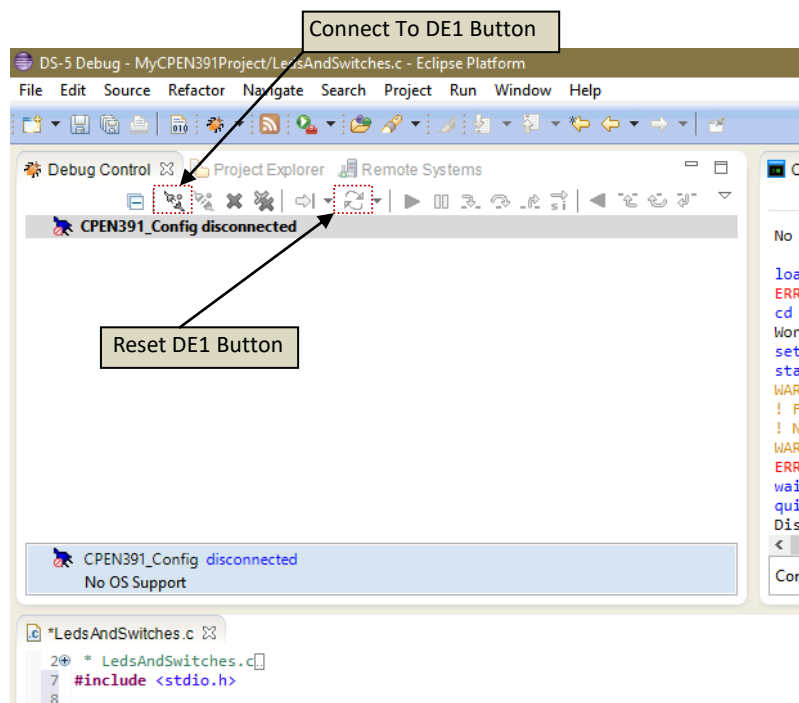 Connect To DE1 Button
DS-5 Debug - MyCPEN391Project/LedsAndSwitches.c - Eclipse Platform
File Edit Source Refactor Navigate Search Project Run Window Help
Debug Control Project Explorer Remote Systems
CPEN391_Config disconnected
Reset DE1 Button
CPEN391_Config disconnected
No OS Support
No
loa
ERR
cd
Wor
set
sta
WAR
! F
! N
WAR
ERR
wai
qui
Dis
*LedsAndSwitches.c
2 * LedsAndSwitches.c
7 #include <stdio.h>
8